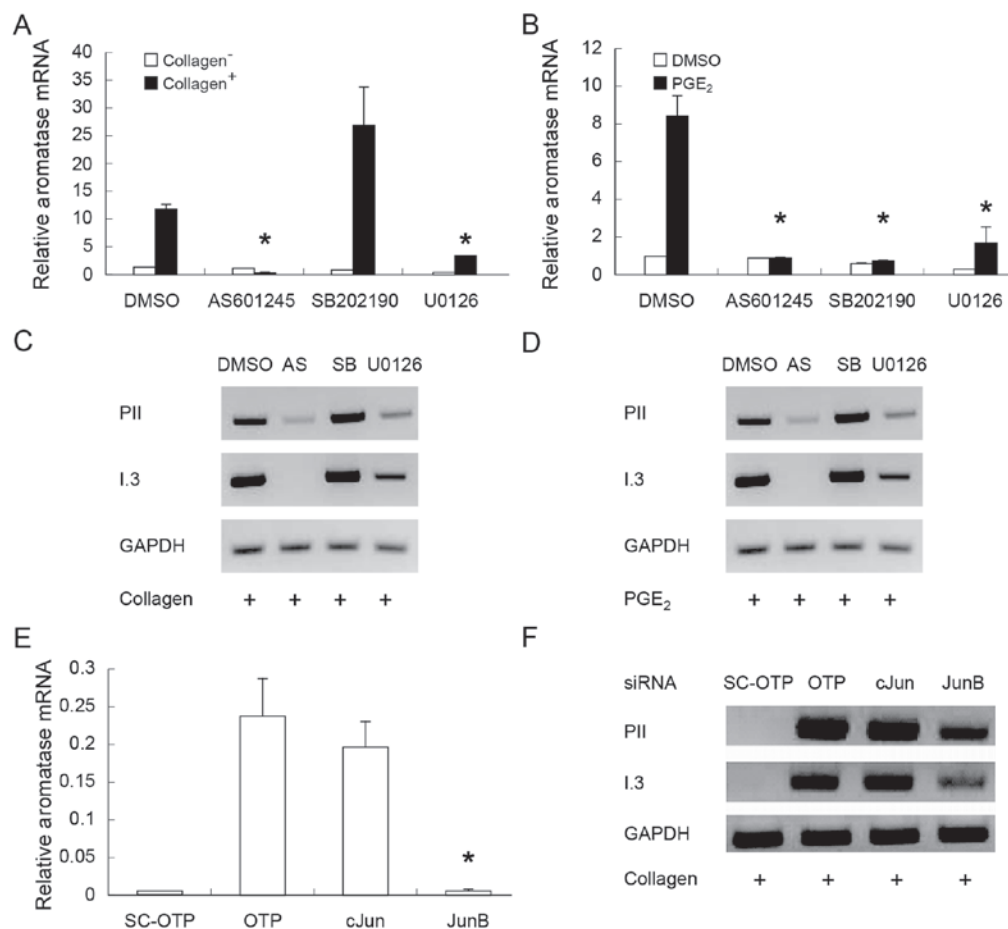 A
Relative aromatase mRNA
40
35
30
25
20
15
10
5
0
Collagen⁻
Collagen⁺
*
*
DMSO AS601245 SB202190 U0126
B
Relative aromatase mRNA
12
10
8
6
4
2
0
DMSO
PGE₂
*
*
*
DMSO AS601245 SB202190 U0126
C
DMSO AS SB U0126
PII
I.3
GAPDH
Collagen + + + +
D
DMSO AS SB U0126
PII
I.3
GAPDH
PGE₂ + + + +
E
Relative aromatase mRNA
0.3
0.25
0.2
0.15
0.1
0.05
0
*
SC-OTP OTP cJun JunB
F
siRNA SC-OTP OTP cJun JunB
PII
I.3
GAPDH
Collagen + + + +